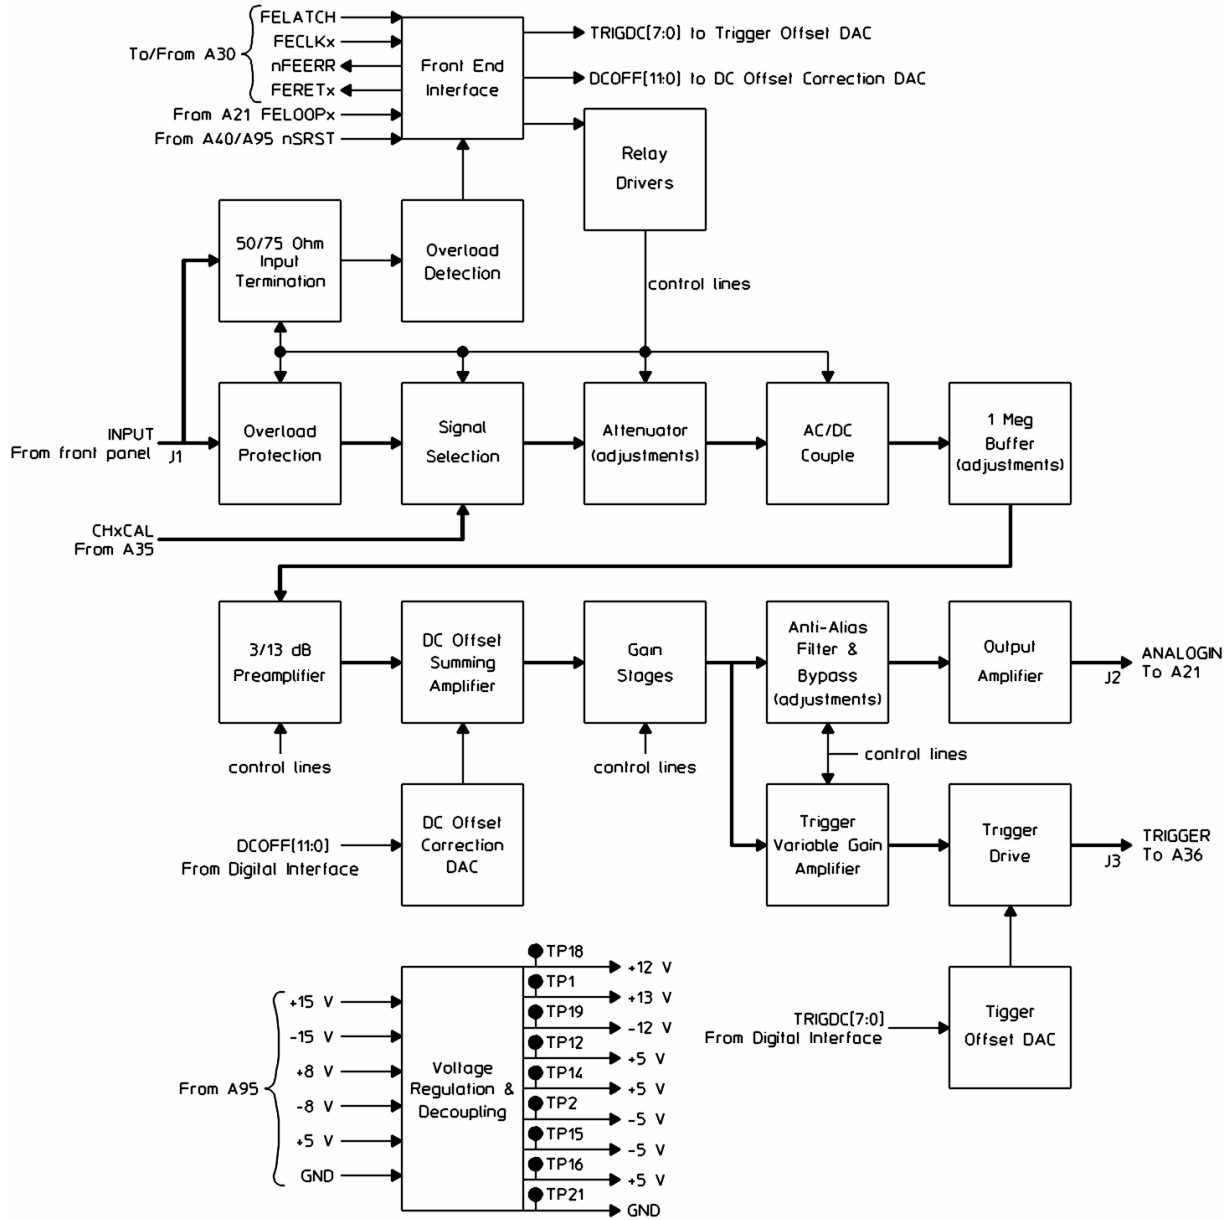 FELATCH
FECLKx
To/From A30
nFEERR
FERETx
From A21 FELOOPx
From A40/A95 nSRST
Front End
Interface
TRIGDC[7:0] to Trigger Offset DAC
DCOFF[11:0] to DC Offset Correction DAC
Relay
Drivers
50/75 Ohm
Input
Termination
Overload
Detection
control lines
INPUT
From front panel
J1
Overload
Protection
Signal
Selection
Attenuator
(adjustments)
AC/DC
Couple
1 Meg
Buffer
(adjustments)
CHxCAL
From A35
3/13 dB
Preamplifier
DC Offset
Summing
Amplifier
Gain
Stages
Anti-Alias
Filter &
Bypass
(adjustments)
Output
Amplifier
J2
ANALOGIN
To A21
control lines
control lines
control lines
DCOFF[11:0]
From Digital Interface
DC Offset
Correction
DAC
Trigger
Variable Gain
Amplifier
Trigger
Drive
J3
TRIGGER
To A36
TRIGDC[7:0]
From Digital Interface
Tigger
Offset DAC
From A95
+15 V
-15 V
+8 V
-8 V
+5 V
GND
Voltage
Regulation &
Decoupling
TP18
+12 V
TP1
+13 V
TP19
-12 V
TP12
+5 V
TP14
+5 V
TP2
-5 V
TP15
-5 V
TP16
+5 V
TP21
GND